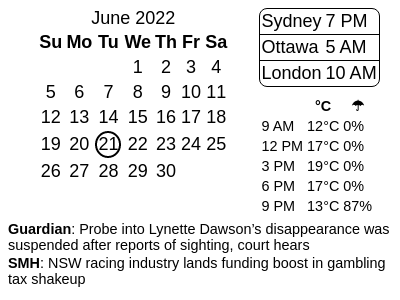 June 2022
Su Mo Tu We Th Fr Sa
1 2 3 4
5 6 7 8 9 10 11
12 13 14 15 16 17 18
19 20 21 22 23 24 25
26 27 28 29 30
Sydney 7 PM
Ottawa 5 AM
London 10 AM
°C ☂
9 AM 12°C 0%
12 PM 17°C 0%
3 PM 19°C 0%
6 PM 17°C 0%
9 PM 13°C 87%
Guardian: Probe into Lynette Dawson's disappearance was
suspended after reports of sighting, court hears
SMH: NSW racing industry lands funding boost in gambling
tax shakeup